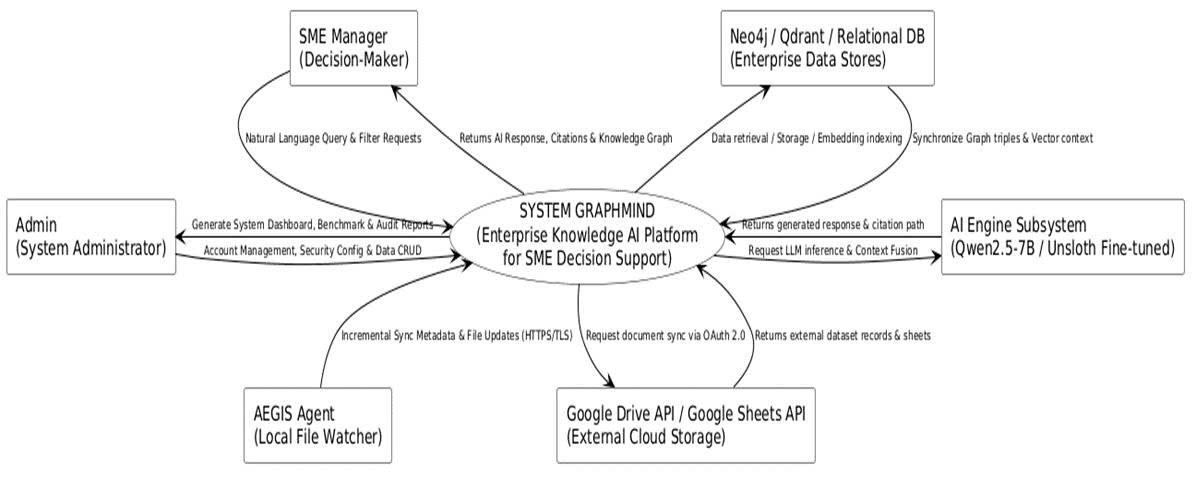 SME Manager
(Decision-Maker)
Neo4j / Qdrant / Relational DB
(Enterprise Data Stores)
Natural Language Query & Filter Requests
Returns AI Response, Citations & Knowledge Graph
Data retrieval / Storage / Embedding indexing
Synchronize Graph triples & Vector context
Admin
(System Administrator)
Generate System Dashboard, Benchmark & Audit Reports
Account Management, Security Config & Data CRUD
SYSTEM GRAPHMIND
(Enterprise Knowledge AI Platform
for SME Decision Support)
Returns generated response & citation path
Request LLM inference & Context Fusion
AI Engine Subsystem
(Qwen2.5-7B / Unsloth Fine-tuned)
Incremental Sync Metadata & File Updates (HTTPS/TLS)
Request document sync via OAuth 2.0
Returns external dataset records & sheets
AEGIS Agent
(Local File Watcher)
Google Drive API / Google Sheets API
(External Cloud Storage)